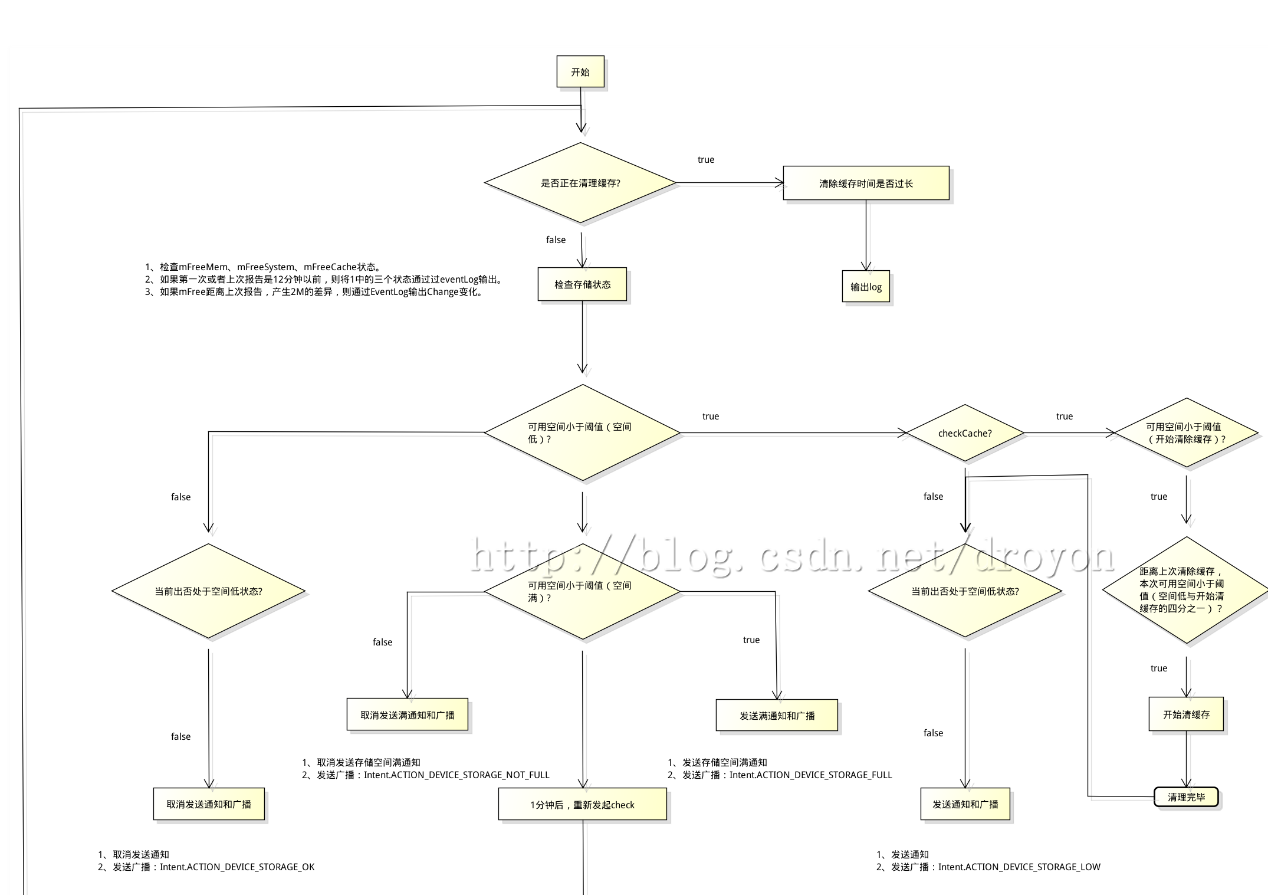 开始
true
是否正在清理缓存?
清除缓存时间是否过长
false
1、检查mFreeMem、mFreeSystem、mFreeCache状态。
2、如果第一次或者上次报告是12分钟以前，则将1中的三个状态通过过eventLog输出。
3、如果mFree距离上次报告，产生2M的差异，则通过EventLog输出Change变化。
检查存储状态
输出log
true
true
可用空间小于阈值（空间
低）?
checkCache?
可用空间小于阈值
（开始清除缓存）?
false
false
true
http://blog.csdn.net/droyon
当前出否处于空间低状态?
可用空间小于阈值（空间
满）?
当前出否处于空间低状态?
距离上次清除缓存，
本次可用空间小于阈
值（空间低与开始清
缓存的四分之一）?
false
true
true
取消发送满通知和广播
发送满通知和广播
开始清缓存
false
false
1、取消发送存储空间满通知
2、发送广播：Intent.ACTION_DEVICE_STORAGE_NOT_FULL
1、发送存储空间满通知
2、发送广播：Intent.ACTION_DEVICE_STORAGE_FULL
取消发送通知和广播
1分钟后，重新发起check
发送通知和广播
清理完毕
1、取消发送通知
2、发送广播：Intent.ACTION_DEVICE_STORAGE_OK
1、发送通知
2、发送广播：Intent.ACTION_DEVICE_STORAGE_LOW